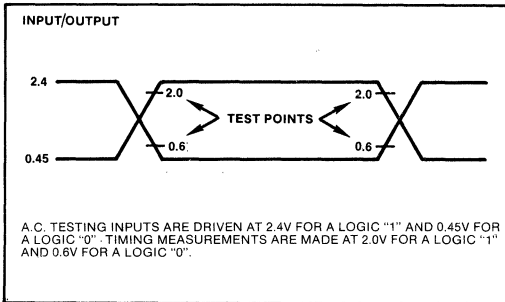 INPUT/OUTPUT
2.4
2.0
2.0
TEST POINTS
0.6
0.6
0.45
A.C. TESTING INPUTS ARE DRIVEN AT 2.4V FOR A LOGIC "1" AND 0.45V FOR
A LOGIC "0" · TIMING MEASUREMENTS ARE MADE AT 2.0V FOR A LOGIC "1"
AND 0.6V FOR A LOGIC "0".